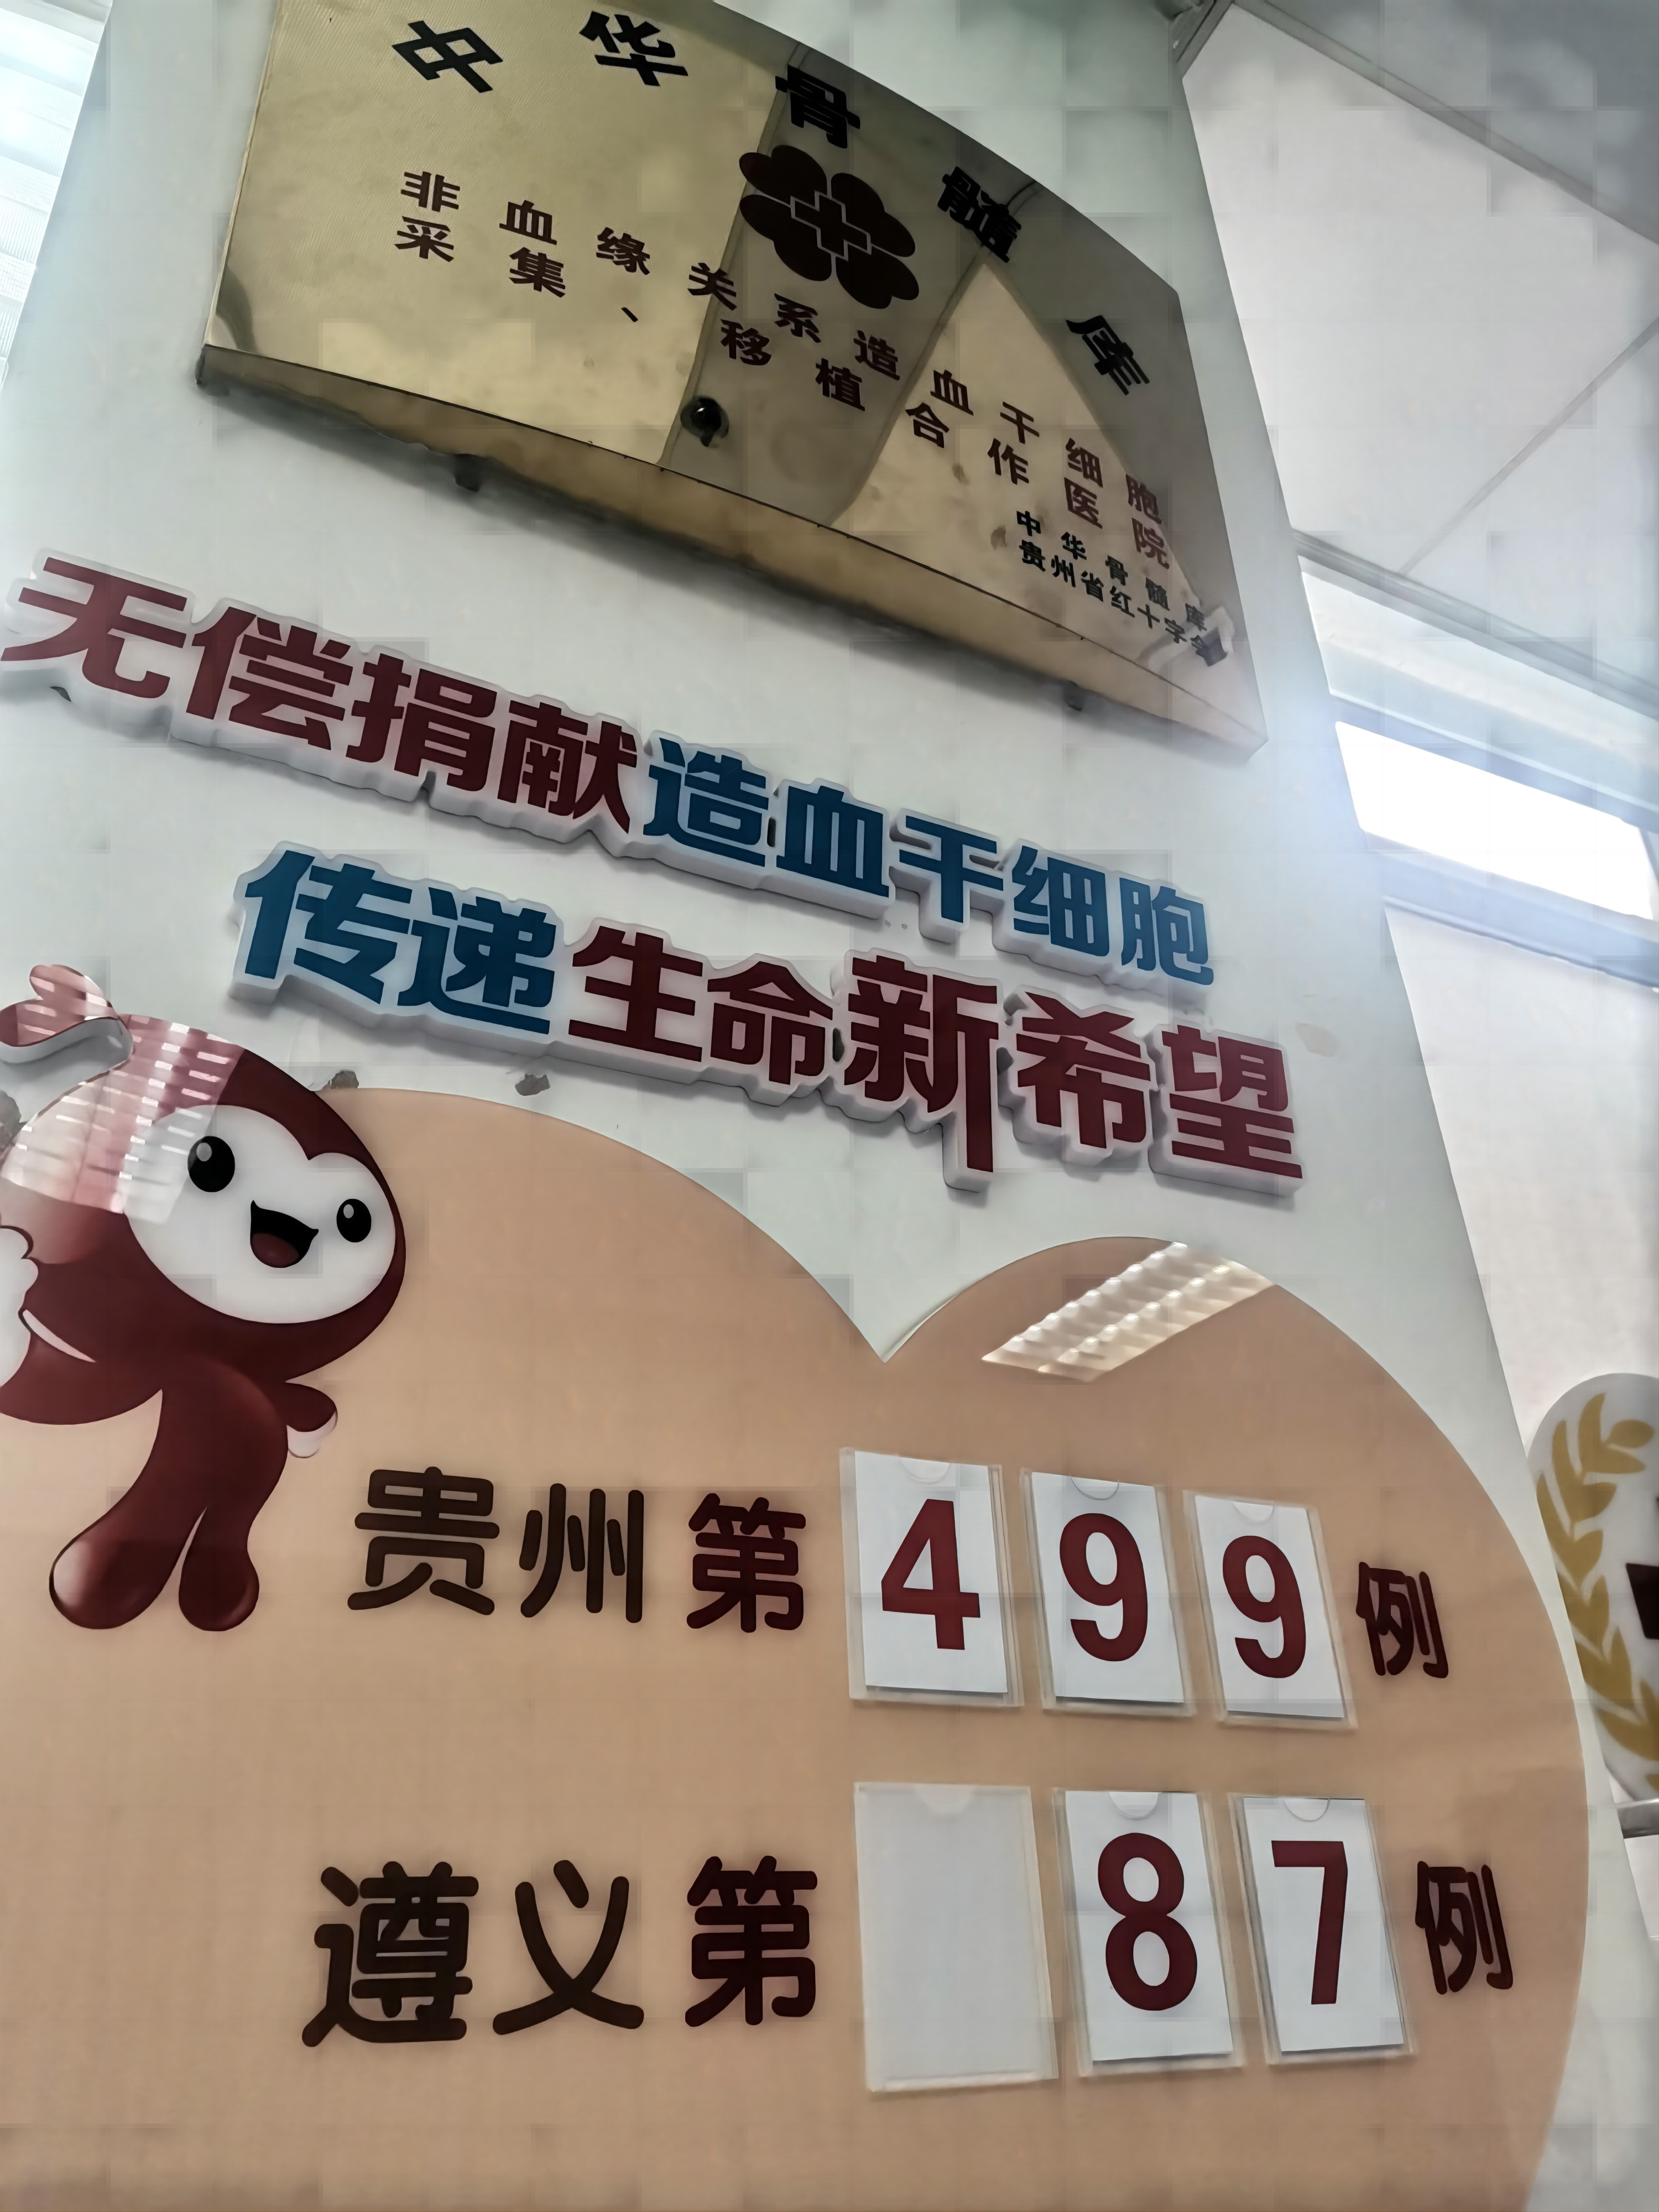 中华骨髓库
非血缘关系造血干细胞
采集、移植合作医院
中华骨髓库
贵州省红十字会
无偿捐献造血干细胞
传递生命新希望
贵州第499例
遵义第87例